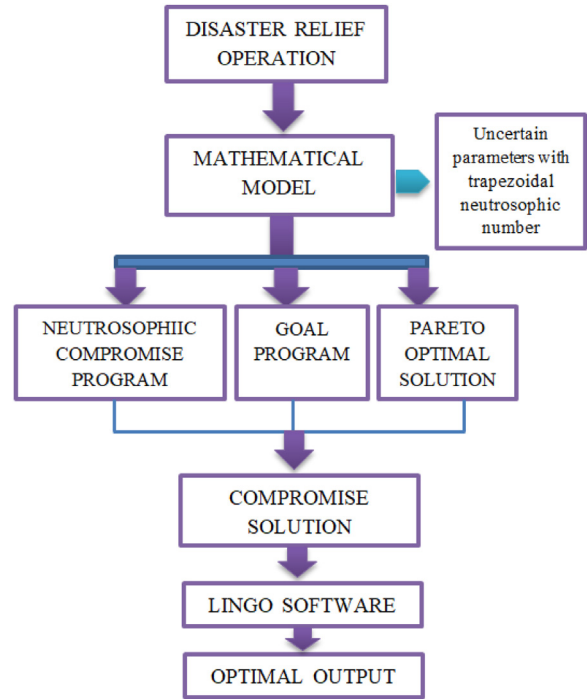 DISASTER RELIEF
OPERATION
MATHEMATICAL
MODEL
Uncertain
parameters with
trapezoidal
neutrosophic
number
NEUTROSOPHIIC
COMPROMISE
PROGRAM
GOAL
PROGRAM
PARETO
OPTIMAL
SOLUTION
COMPROMISE
SOLUTION
LINGO SOFTWARE
OPTIMAL OUTPUT